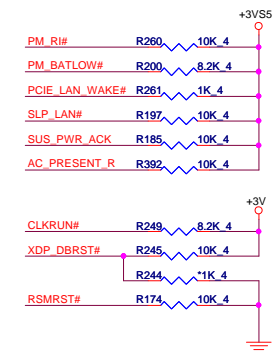 +3VS5
PM_RI# R260 10K_4
PM_BATLOW# R200 8.2K_4
PCIE_LAN_WAKE# R261 1K_4
SLP_LAN# R197 10K_4
SUS_PWR_ACK R185 10K_4
AC_PRESENT_R R392 10K_4
+3V
CLKRUN# R249 8.2K_4
XDP_DBRST# R245 10K_4
R244 *1K_4
RSMRST# R174 10K_4